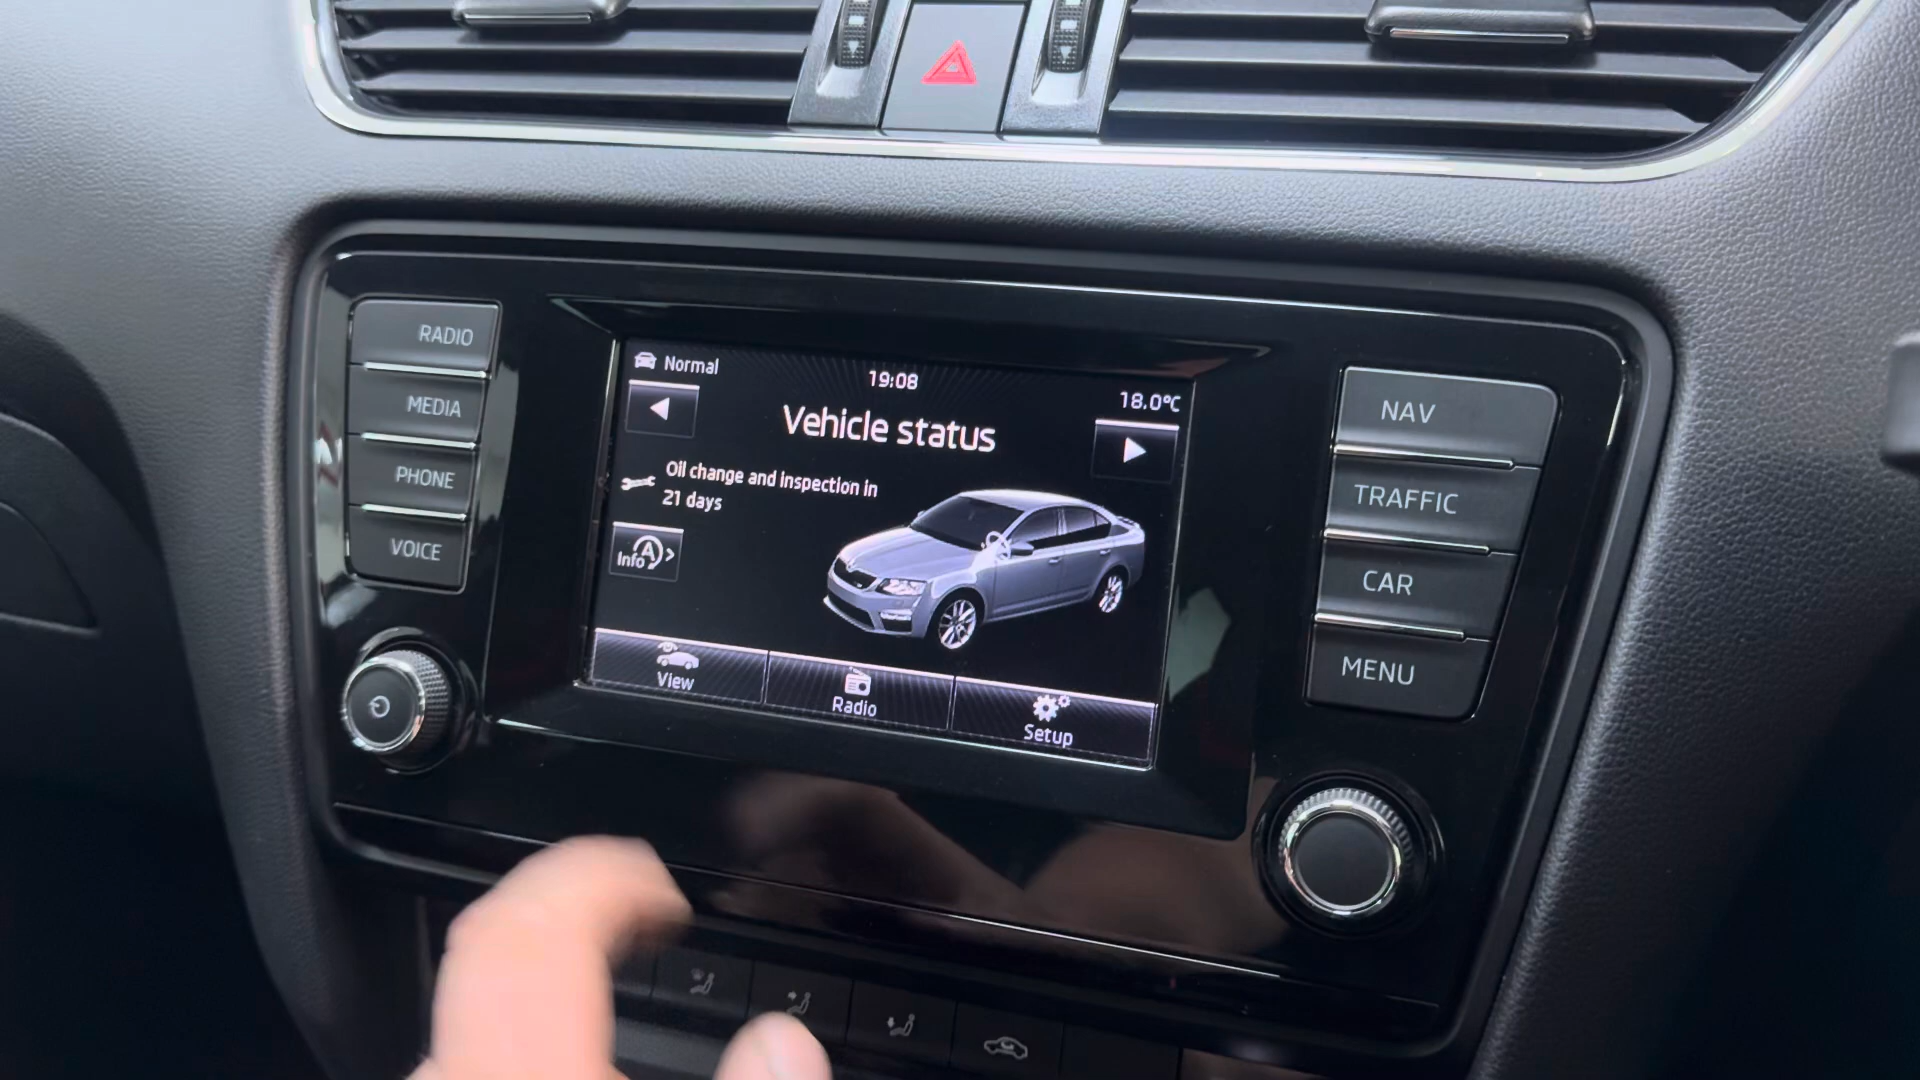 RADIO
MEDIA
PHONE
VOICE
Normal
19:08
18.0°C
Vehicle status
Oil change and inspection in
21 days
Info
A
View
Radio
Setup
NAV
TRAFFIC
CAR
MENU